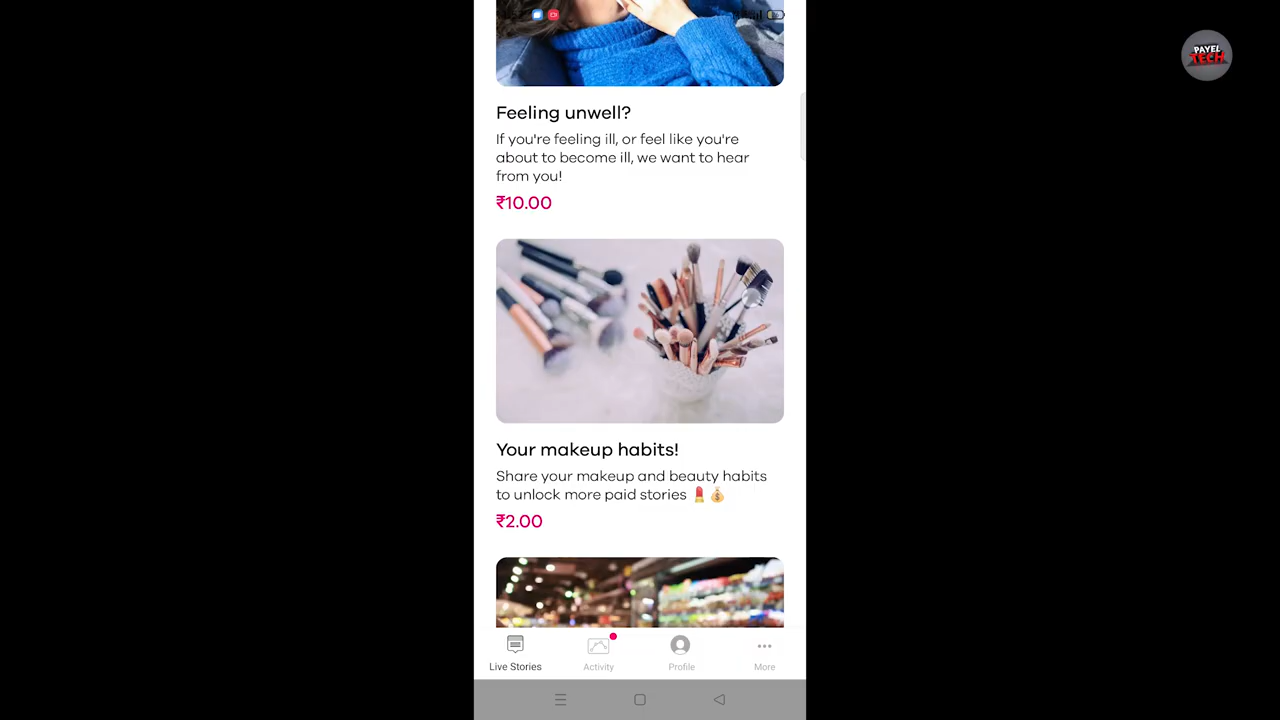 PAYEL
TECH
Feeling unwell?
If you're feeling ill, or feel like you're
about to become ill, we want to hear
from you!
₹10.00
Your makeup habits!
Share your makeup and beauty habits
to unlock more paid stories 💄💰
₹2.00
Live Stories
Activity
Profile
More